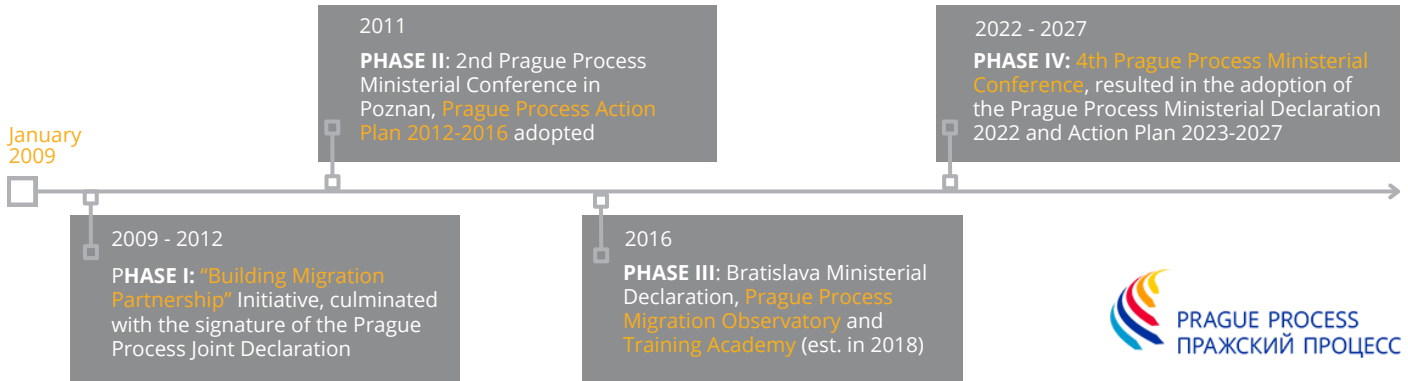 January
2009
2009 - 2012
PHASE I: “Building Migration
Partnership” Initiative, culminated
with the signature of the Prague
Process Joint Declaration
2011
PHASE II: 2nd Prague Process
Ministerial Conference in
Poznan, Prague Process Action
Plan 2012-2016 adopted
2016
PHASE III: Bratislava Ministerial
Declaration, Prague Process
Migration Observatory and
Training Academy (est. in 2018)
2022 - 2027
PHASE IV: 4th Prague Process Ministerial
Conference, resulted in the adoption of
the Prague Process Ministerial Declaration
2022 and Action Plan 2023-2027
PRAGUE PROCESS
ПРАЖСКИЙ ПРОЦЕСС